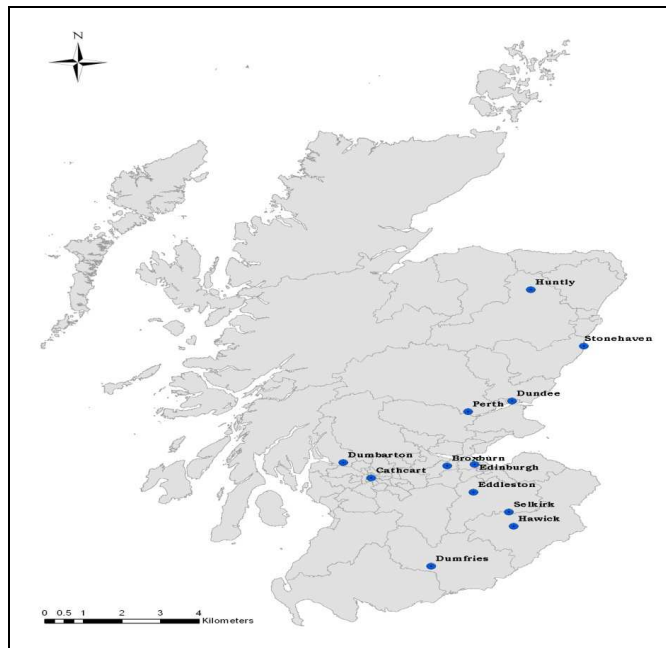 N
Huntly
Stonehaven
Dundee
Perth
Dumbarton
Broxburn
Cathcart
Edinburgh
Eddleston
Selkirk
Hawick
Dumfries
0 0.5 1 2 3 4
Kilometers